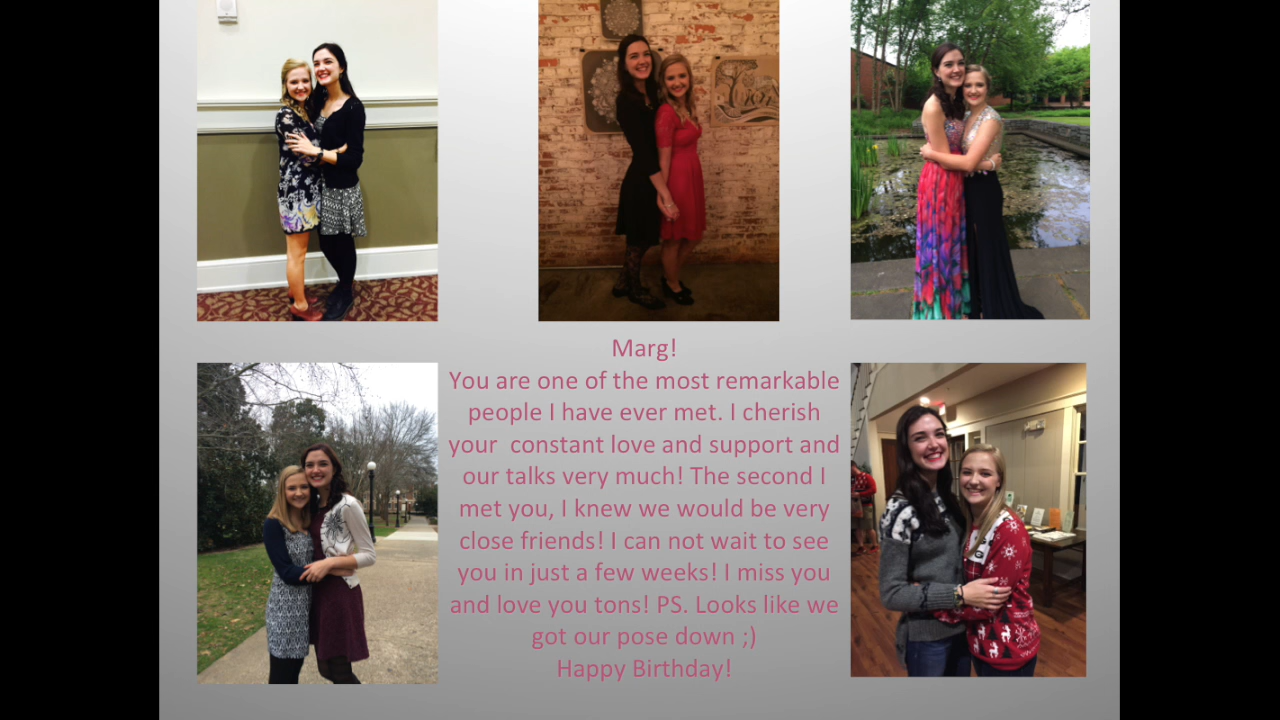 Marg!
You are one of the most remarkable
people I have ever met. I cherish
your  constant love and support and
our talks very much! The second I
met you, I knew we would be very
close friends! I can not wait to see
you in just a few weeks! I miss you
and love you tons! PS. Looks like we
got our pose down ;)
Happy Birthday!